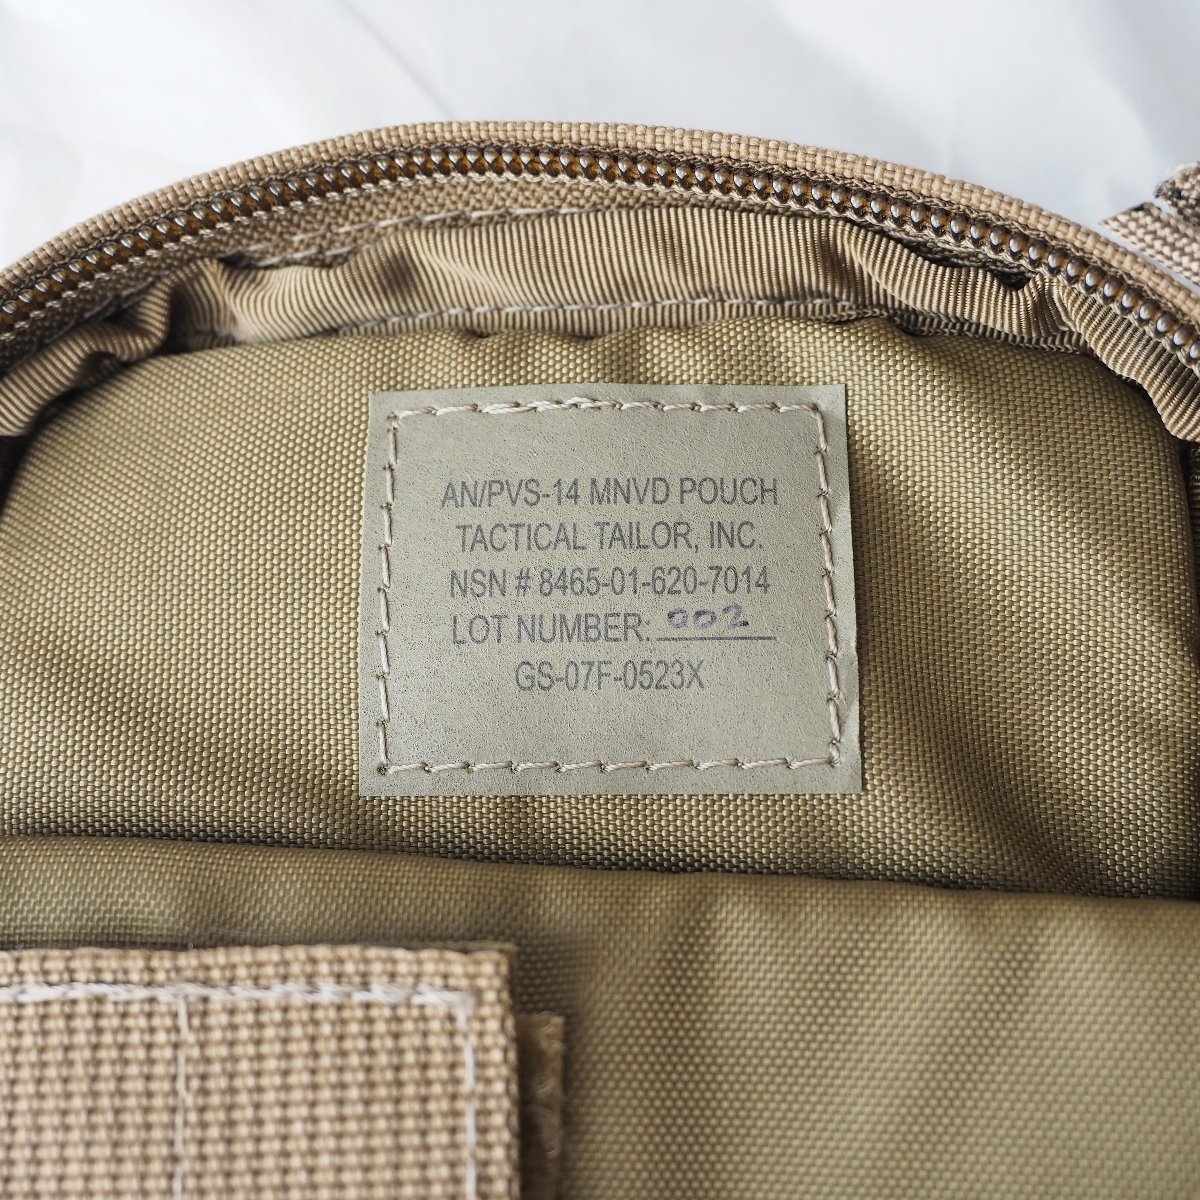 AN/PVS-14 MNVD POUCH
TACTICAL TAILOR, INC.
NSN # 8465-01-620-7014
LOT NUMBER: 002
GS-07F-0523X